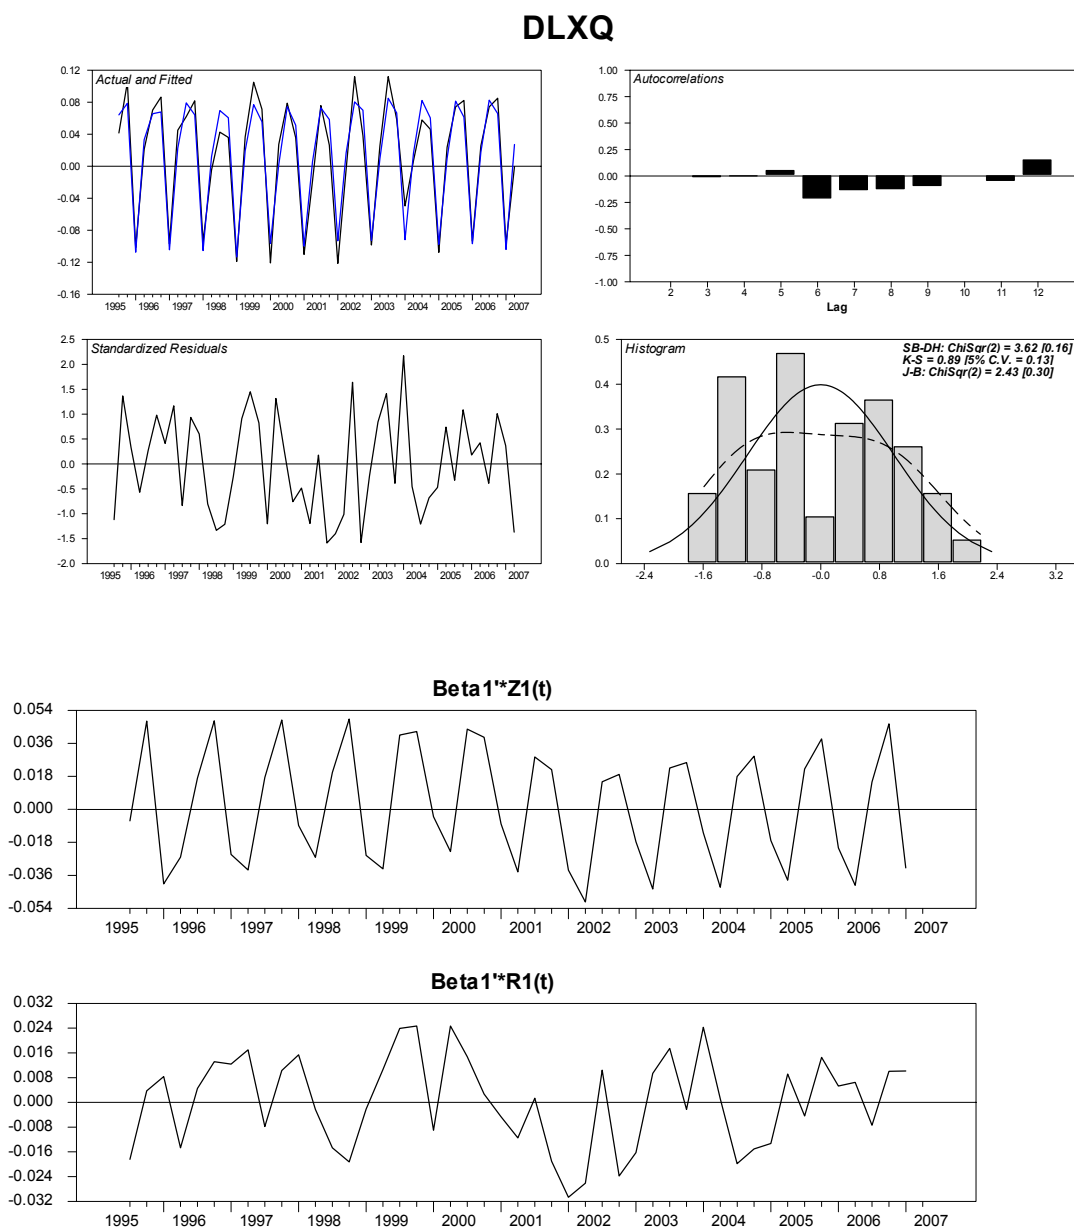 DLXQ
Actual and Fitted
0.12
0.08
0.04
0.00
-0.04
-0.08
-0.12
-0.16
1995 1996 1997 1998 1999 2000 2001 2002 2003 2004 2005 2006 2007
Autocorrelations
1.00
0.75
0.50
0.25
0.00
-0.25
-0.50
-0.75
-1.00
2 3 4 5 6 7 8 9 10 11 12
Lag
Standardized Residuals
2.5
2.0
1.5
1.0
0.5
0.0
-0.5
-1.0
-1.5
-2.0
1995 1996 1997 1998 1999 2000 2001 2002 2003 2004 2005 2006 2007
Histogram
SB-DH: ChiSqr(2) = 3.62 [0.16]
K-S = 0.89 [5% C.V. = 0.13]
J-B: ChiSqr(2) = 2.43 [0.30]
0.5
0.4
0.3
0.2
0.1
0.0
-2.4 -1.6 -0.8 -0.0 0.8 1.6 2.4 3.2
Beta1'*Z1(t)
0.054
0.036
0.018
0.000
-0.018
-0.036
-0.054
1995 1996 1997 1998 1999 2000 2001 2002 2003 2004 2005 2006 2007
Beta1'*R1(t)
0.032
0.024
0.016
0.008
0.000
-0.008
-0.016
-0.024
-0.032
1995 1996 1997 1998 1999 2000 2001 2002 2003 2004 2005 2006 2007